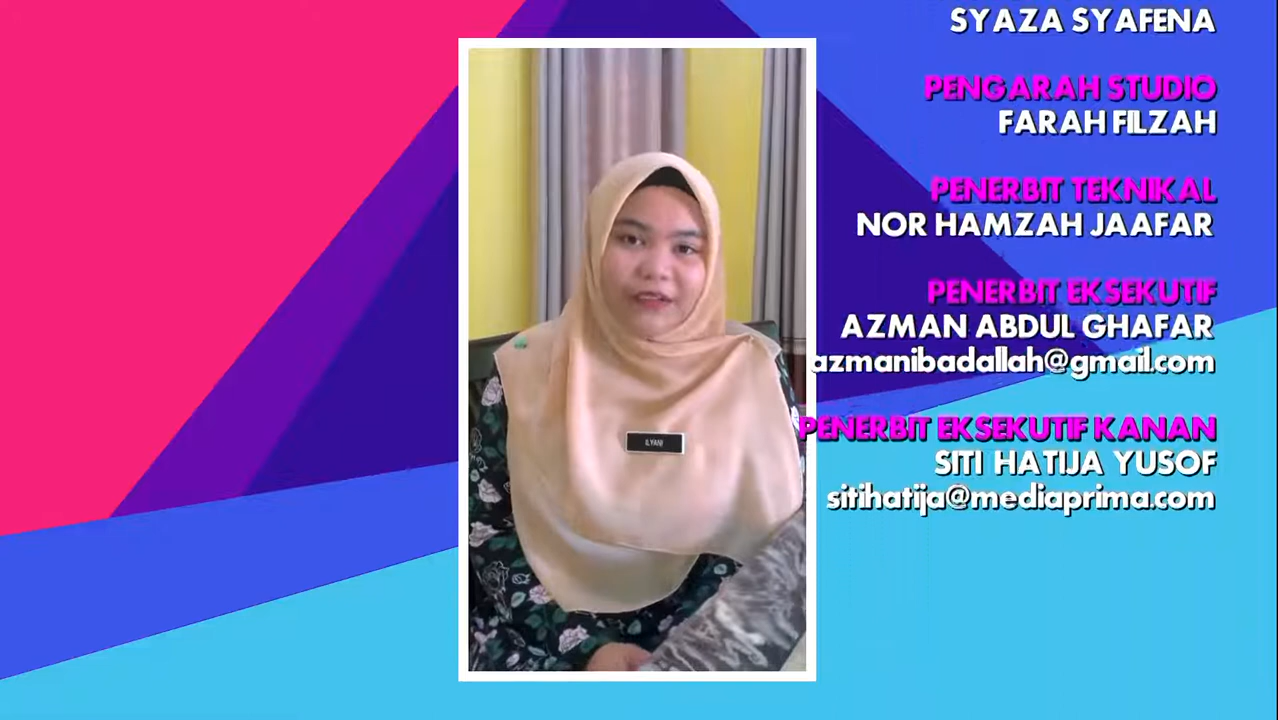 SYAZA SYAFENA
PENGARAH STUDIO
FARAH FILZAH
PENERBIT TEKNIKAL
NOR HAMZAH JAAFAR
PENERBIT EKSEKUTIF
AZMAN ABDUL GHAFAR
azmanibadallah@gmail.com
PENERBIT EKSEKUTIF KANAN
SITI HATIJA YUSOF
sitihatija@mediaprima.com
ILYANI